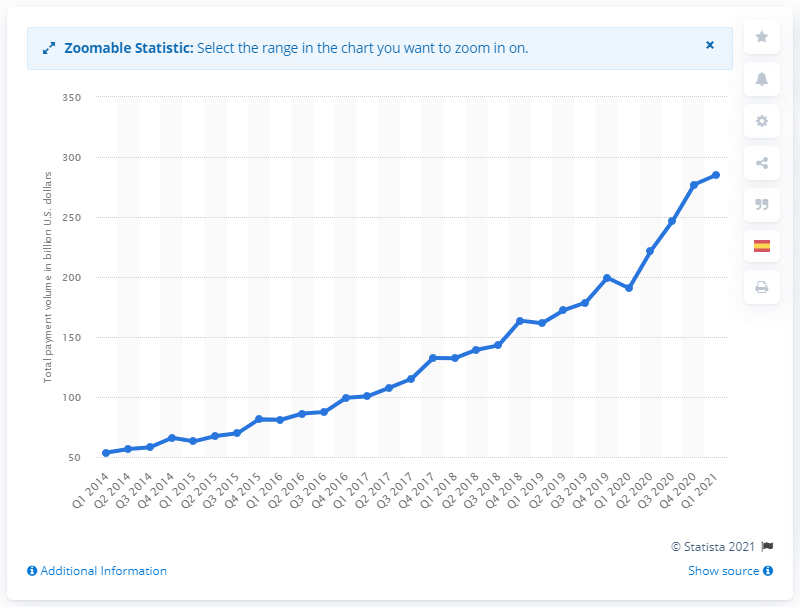 Zoomable Statistic: Select the range in the chart you want to zoom in on.
×
350
300
250
200
150
100
50
Total payment volume in billion U.S. dollars
Q1 2014
Q2 2014
Q3 2014
Q4 2014
Q1 2015
Q2 2015
Q3 2015
Q4 2015
Q1 2016
Q2 2016
Q3 2016
Q4 2016
Q1 2017
Q2 2017
Q3 2017
Q4 2017
Q1 2018
Q2 2018
Q3 2018
Q4 2018
Q1 2019
Q2 2019
Q3 2019
Q4 2019
Q1 2020
Q2 2020
Q3 2020
Q4 2020
Q1 2021
© Statista 2021
Additional Information
Show source